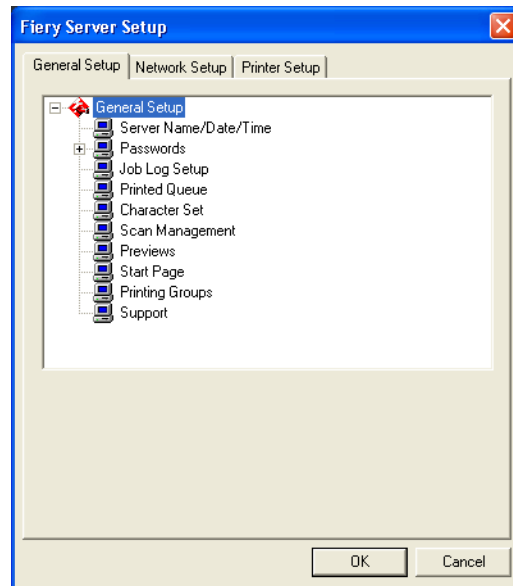 Fiery Server Setup
General Setup Network Setup Printer Setup
General Setup
Server Name/Date/Time
Passwords
Job Log Setup
Printed Queue
Character Set
Scan Management
Previews
Start Page
Printing Groups
Support
OK Cancel